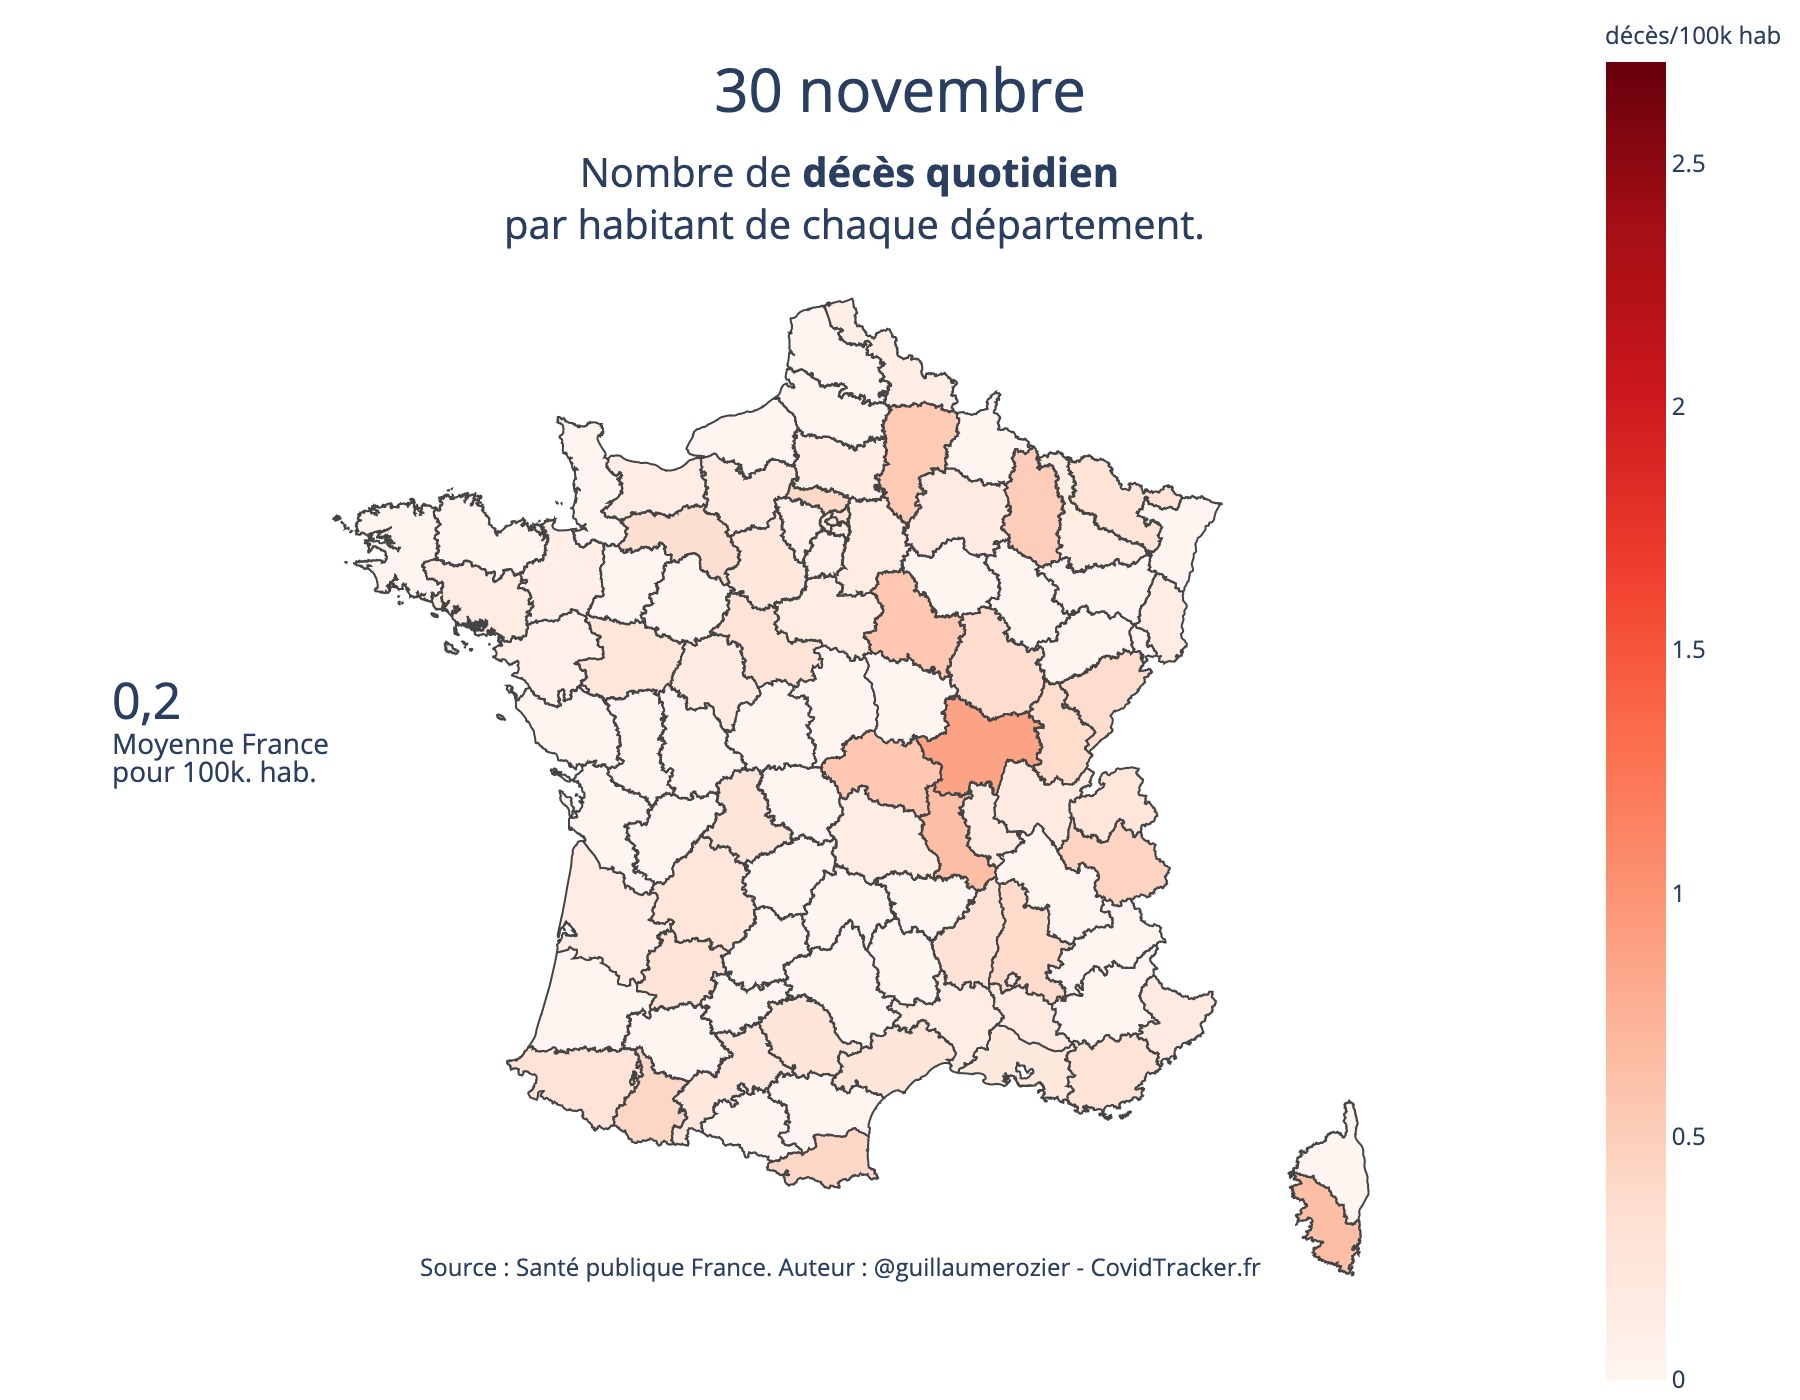 décès/100k hab
30 novembre
Nombre de décès quotidien
par habitant de chaque département.
2.5
2
1.5
1
0.5
0
0,2
Moyenne France
pour 100k. hab.
Source : Santé publique France. Auteur : @guillaumerozier - CovidTracker.fr